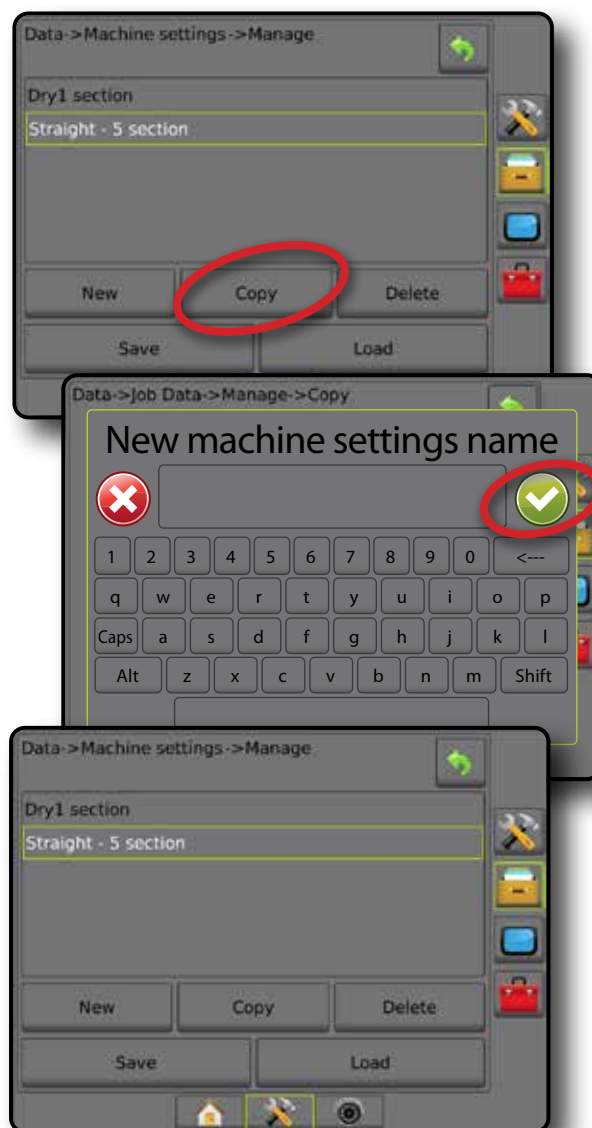 Data->Machine settings->Manage
Dry1 section
Straight - 5 section
New Copy Delete
Save Load
Data->Job Data->Manage->Copy
New machine settings name
1 2 3 4 5 6 7 8 9 0 <---
q w e r t y u i o p
Caps a s d f g h j k l
Alt z x c v b n m Shift
Data->Machine settings->Manage
Dry1 section
Straight - 5 section
New Copy Delete
Save Load